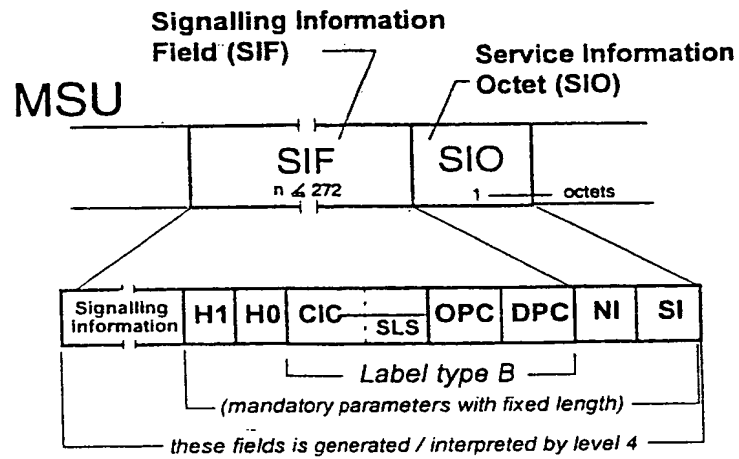 Signalling Information
Field (SIF)
Service Information
Octet (SIO)
MSU
SIF
SIO
n ≤ 272
1 octets
Signalling
information
H1 H0 CIC SLS OPC DPC NI SI
Label type B
(mandatory parameters with fixed length)
these fields is generated / interpreted by level 4